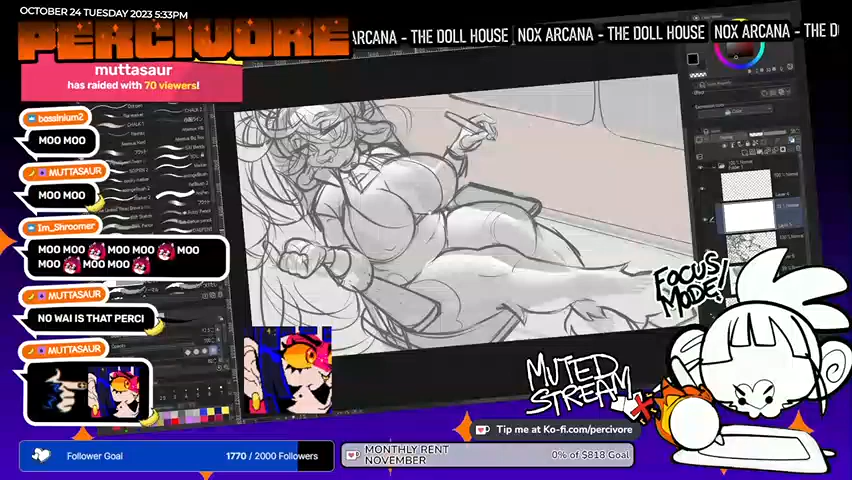 OCTOBER 24 TUESDAY 2023 5:33PM
PERCIVORE
ARCANA - THE DOLL HOUSE
NOX ARCANA - THE DOLL HOUSE
NOX ARCANA - THE D
muttasaur
has raided with 70 viewers!
bassinium2
MOO MOO
MUTTASAUR
MOO MOO
Im_Shroomer
MOO MOO MOO MOO MOO
MOO MOO MOO
MUTTASAUR
NO WAI IS THAT PERCI
MUTTASAUR
FOCUS
MODE!
MUTED
STREAM
Tip me at Ko-fi.com/percivore
Follower Goal
1770 / 2000 Followers
MONTHLY RENT
NOVEMBER
0% of $818 Goal